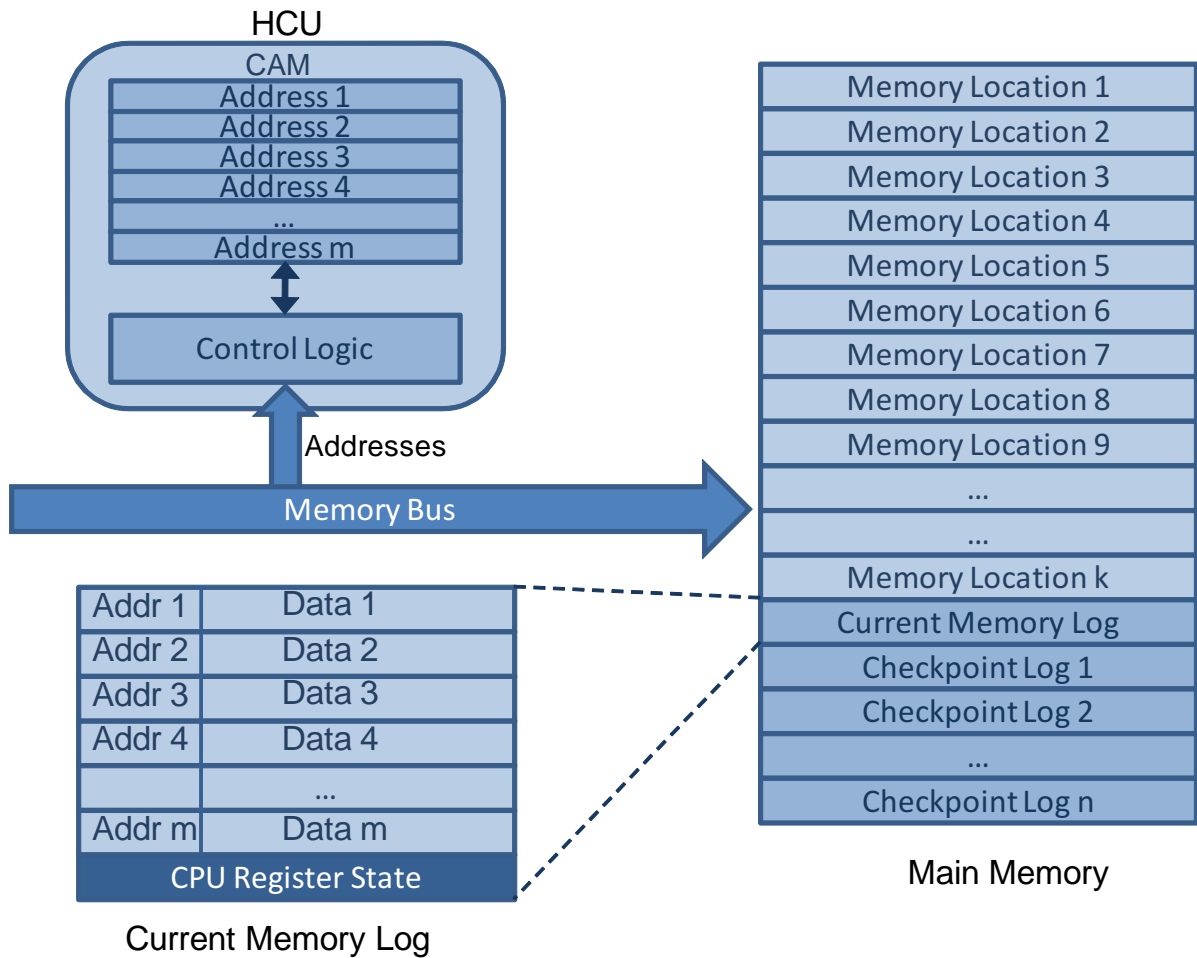 HCU
CAM
Address 1
Address 2
Address 3
Address 4
...
Address m
Control Logic
Addresses
Memory Bus
Addr 1 Data 1
Addr 2 Data 2
Addr 3 Data 3
Addr 4 Data 4
...
Addr m Data m
CPU Register State
Current Memory Log
Memory Location 1
Memory Location 2
Memory Location 3
Memory Location 4
Memory Location 5
Memory Location 6
Memory Location 7
Memory Location 8
Memory Location 9
...
...
Memory Location k
Current Memory Log
Checkpoint Log 1
Checkpoint Log 2
...
Checkpoint Log n
Main Memory